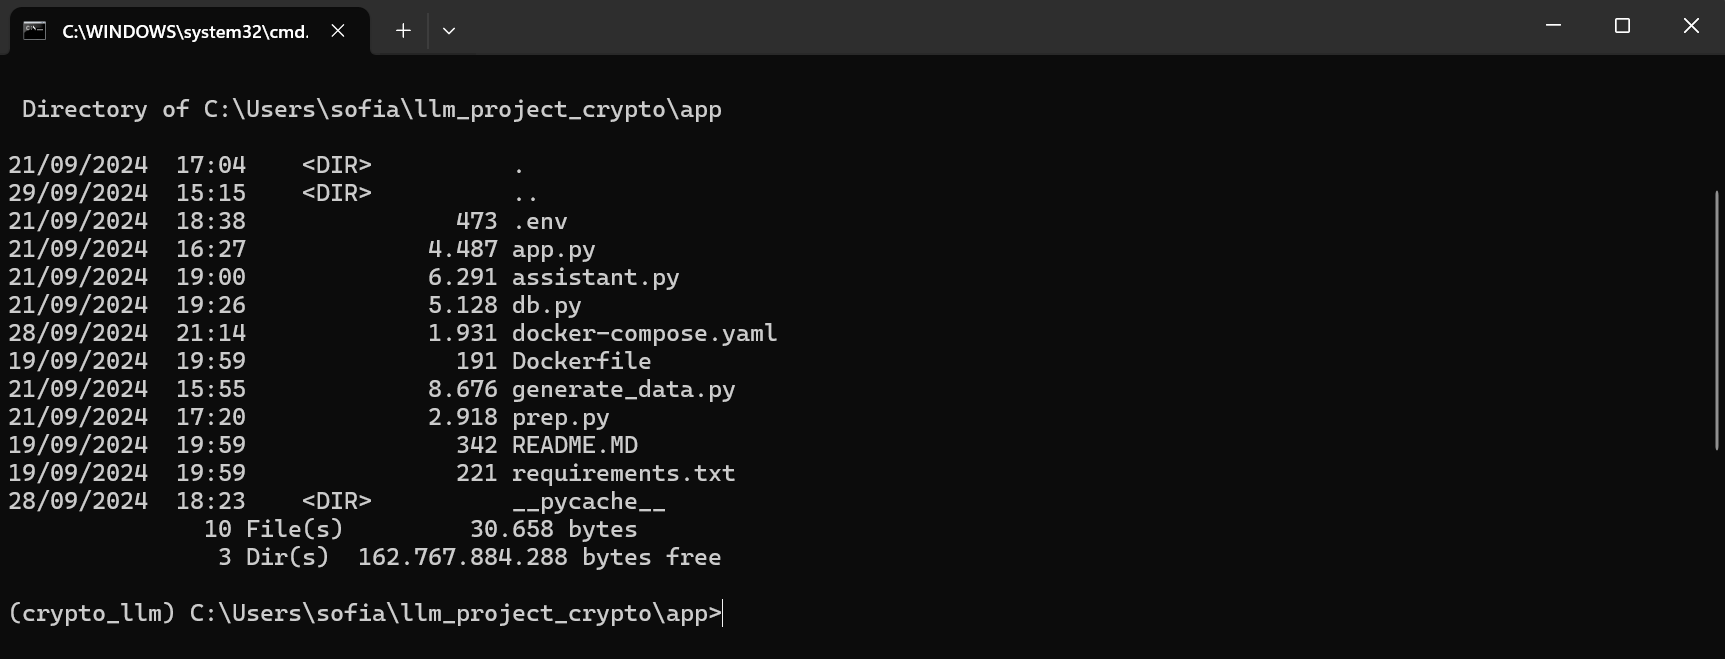 C:\WINDOWS\system32\cmd.
Directory of C:\Users\sofia\llm_project_crypto\app
21/09/2024  17:04    <DIR>          .
29/09/2024  15:15    <DIR>          ..
21/09/2024  18:38               473 .env
21/09/2024  16:27             4.487 app.py
21/09/2024  19:00             6.291 assistant.py
21/09/2024  19:26             5.128 db.py
28/09/2024  21:14             1.931 docker-compose.yaml
19/09/2024  19:59               191 Dockerfile
21/09/2024  15:55             8.676 generate_data.py
21/09/2024  17:20             2.918 prep.py
19/09/2024  19:59               342 README.MD
19/09/2024  19:59               221 requirements.txt
28/09/2024  18:23    <DIR>          __pycache__
              10 File(s)         30.658 bytes
               3 Dir(s)  162.767.884.288 bytes free
(crypto_llm) C:\Users\sofia\llm_project_crypto\app>